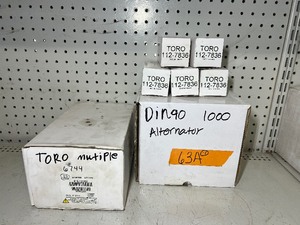 TORO
112-7836
TORO
112-7836
TORO
112-7836
TORO
112-7836
TORO
112-7836
Dingo 1000
Alternator
63A
TORO mutiple
6744